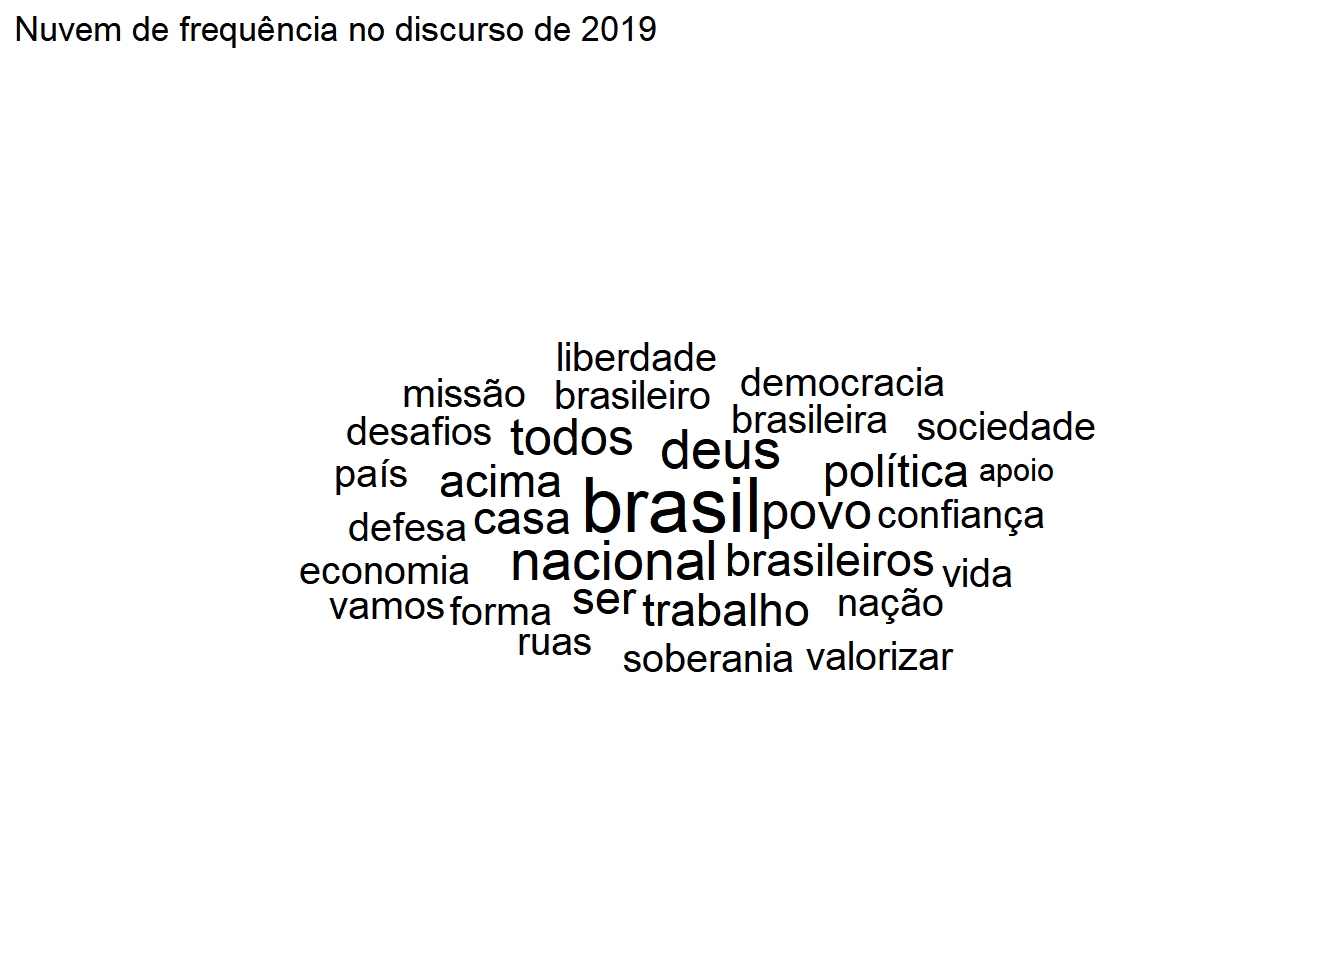 Nuvem de frequência no discurso de 2019
liberdade
missão brasileiro democracia
desafios todos deus brasileira sociedade
país acima política apoio
defesa casa brasil povo confiança
economia nacional brasileiros vida
vamos forma ser trabalho nação
ruas soberania valorizar